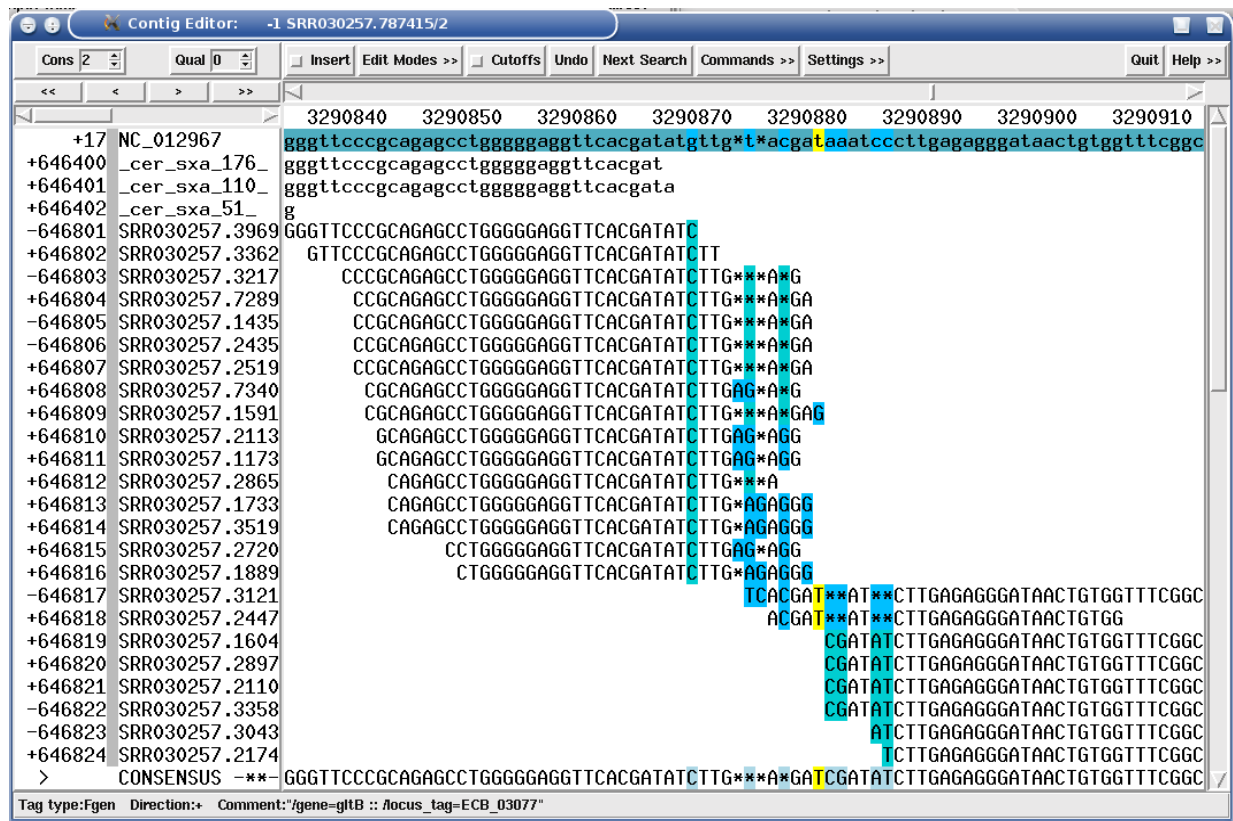 Contig Editor: -1 SRR030257.787415/2
Cons 2 Qual 0 Insert Edit Modes >> Cutoffs Undo Next Search Commands >> Settings >> Quit Help >>
<< < > >>
3290840 3290850 3290860 3290870 3290880 3290890 3290900 3290910
+17 NC_012967 gggttcccgcagagcctgggggaggttcacgatatgttg*t*acgataaatcccttgagagggataactgtggtttcggc
+646400 _cer_sxa_176_ gggttcccgcagagcctgggggaggttcacgat
+646401 _cer_sxa_110_ gggttcccgcagagcctgggggaggttcacgata
+646402 _cer_sxa_51_ g
-646801 SRR030257.3969 GGGTTCCCGCAGAGCCTGGGGGAGGTTCACGATATC
+646802 SRR030257.3362 GTTCCCGCAGAGCCTGGGGGAGGTTCACGATATCTT
-646803 SRR030257.3217 CCCGCAGAGCCTGGGGGAGGTTCACGATATCTTG***A*G
+646804 SRR030257.7289 CCGCAGAGCCTGGGGGAGGTTCACGATATCTTG***A*GA
-646805 SRR030257.1435 CCGCAGAGCCTGGGGGAGGTTCACGATATCTTG***A*GA
-646806 SRR030257.2435 CCGCAGAGCCTGGGGGAGGTTCACGATATCTTG***A*GA
+646807 SRR030257.2519 CCGCAGAGCCTGGGGGAGGTTCACGATATCTTG***A*GA
+646808 SRR030257.7340 CGCAGAGCCTGGGGGAGGTTCACGATATCTTGAG*A*G
+646809 SRR030257.1591 CGCAGAGCCTGGGGGAGGTTCACGATATCTTG***A*GAG
+646810 SRR030257.2113 GCAGAGCCTGGGGGAGGTTCACGATATCTTGAG*AGG
+646811 SRR030257.1173 GCAGAGCCTGGGGGAGGTTCACGATATCTTGAG*AGG
+646812 SRR030257.2865 CAGAGCCTGGGGGAGGTTCACGATATCTTG***A
+646813 SRR030257.1733 CAGAGCCTGGGGGAGGTTCACGATATCTTG*AGAGGG
+646814 SRR030257.3519 CAGAGCCTGGGGGAGGTTCACGATATCTTG*AGAGGG
+646815 SRR030257.2720 CCTGGGGGAGGTTCACGATATCTTGAG*AGG
+646816 SRR030257.1889 CTGGGGGAGGTTCACGATATCTTG*AGAGGG
-646817 SRR030257.3121 TCACGAT**AT**CTTGAGAGGGATAACTGTGGTTTCGGC
+646818 SRR030257.2447 ACGAT**AT**CTTGAGAGGGATAACTGTGG
+646819 SRR030257.1604 CGATATCTTGAGAGGGATAACTGTGGTTTCGGC
+646820 SRR030257.2897 CGATATCTTGAGAGGGATAACTGTGGTTTCGGC
+646821 SRR030257.2110 CGATATCTTGAGAGGGATAACTGTGGTTTCGGC
-646822 SRR030257.3358 CGATATCTTGAGAGGGATAACTGTGGTTTCGGC
-646823 SRR030257.3043 ATCTTGAGAGGGATAACTGTGGTTTCGGC
+646824 SRR030257.2174 TCTTGAGAGGGATAACTGTGGTTTCGGC
> CONSENSUS -**- GGGTTCCCGCAGAGCCTGGGGGAGGTTCACGATATCTTG***A*GATCGATATCTTGAGAGGGATAACTGTGGTTTCGGC
Tag type:Fgen Direction:+ Comment:"/gene=gltB :: /locus_tag=ECB_03077"